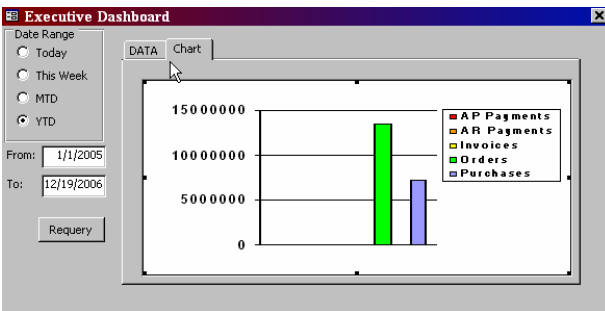 Executive Dashboard
Date Range
Today
This Week
MTD
YTD
From: 1/1/2005
To: 12/19/2006
Requery
DATA Chart
15000000
10000000
5000000
0
AP Payments
AR Payments
Invoices
Orders
Purchases